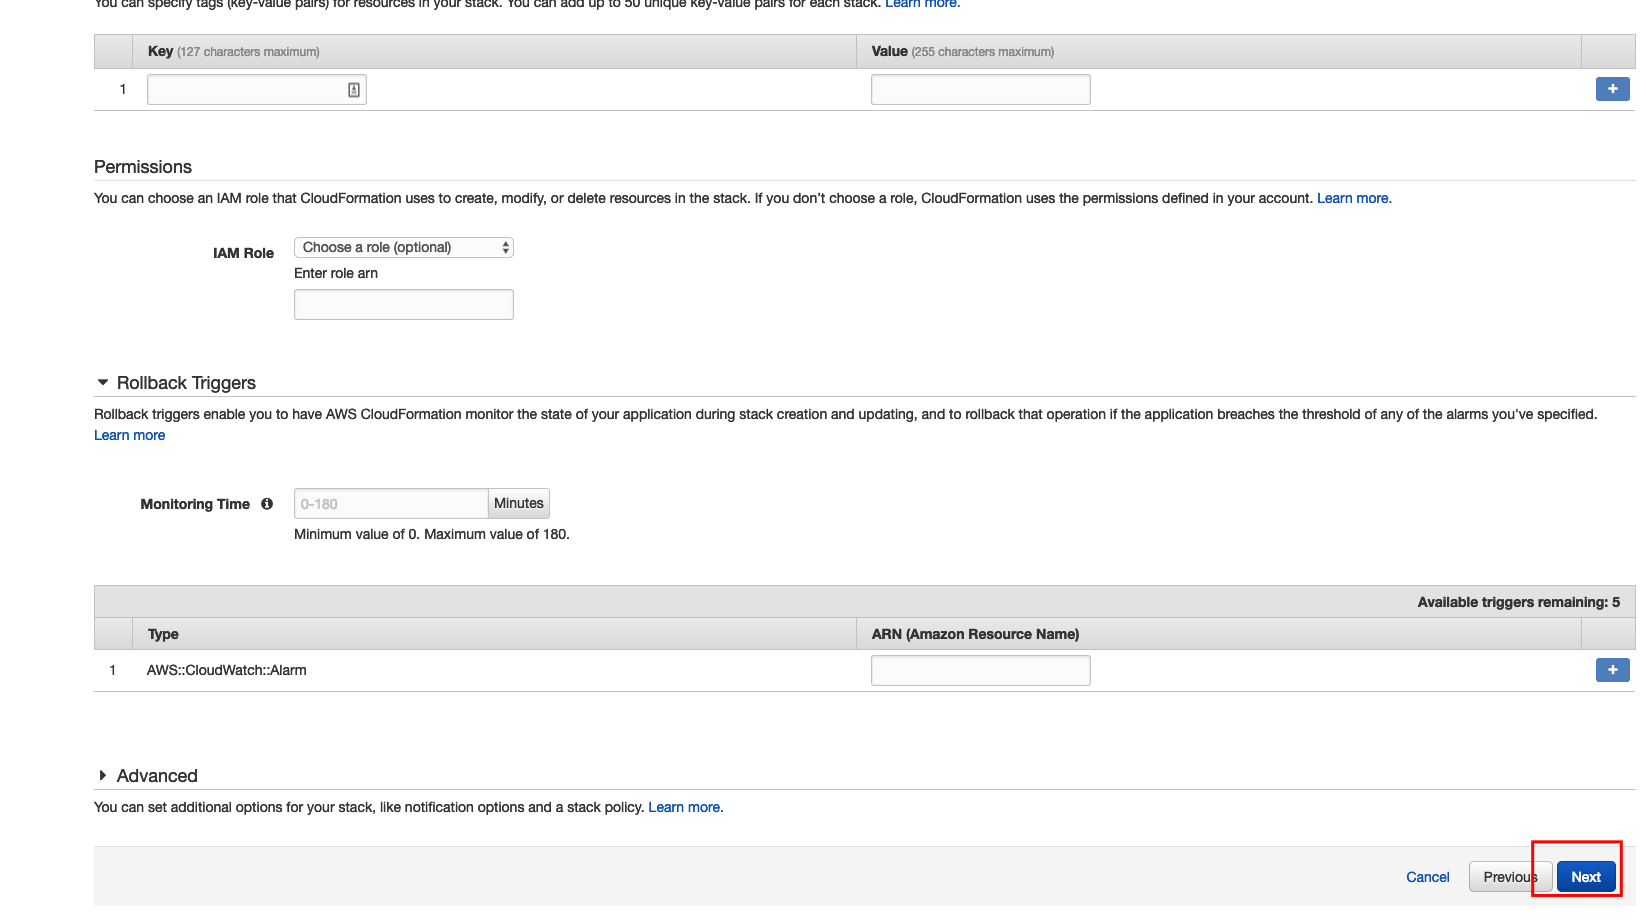 You can specify tags (key-value pairs) for resources in your stack. You can add up to 50 unique key-value pairs for each stack. Learn more.
Key (127 characters maximum) Value (255 characters maximum)
1 +
Permissions
You can choose an IAM role that CloudFormation uses to create, modify, or delete resources in the stack. If you don’t choose a role, CloudFormation uses the permissions defined in your account. Learn more.
IAM Role Choose a role (optional)
Enter role arn
Rollback Triggers
Rollback triggers enable you to have AWS CloudFormation monitor the state of your application during stack creation and updating, and to rollback that operation if the application breaches the threshold of any of the alarms you've specified.
Learn more
Monitoring Time 0-180 Minutes
Minimum value of 0. Maximum value of 180.
Available triggers remaining: 5
Type ARN (Amazon Resource Name)
1 AWS::CloudWatch::Alarm +
Advanced
You can set additional options for your stack, like notification options and a stack policy. Learn more.
Cancel Previous Next